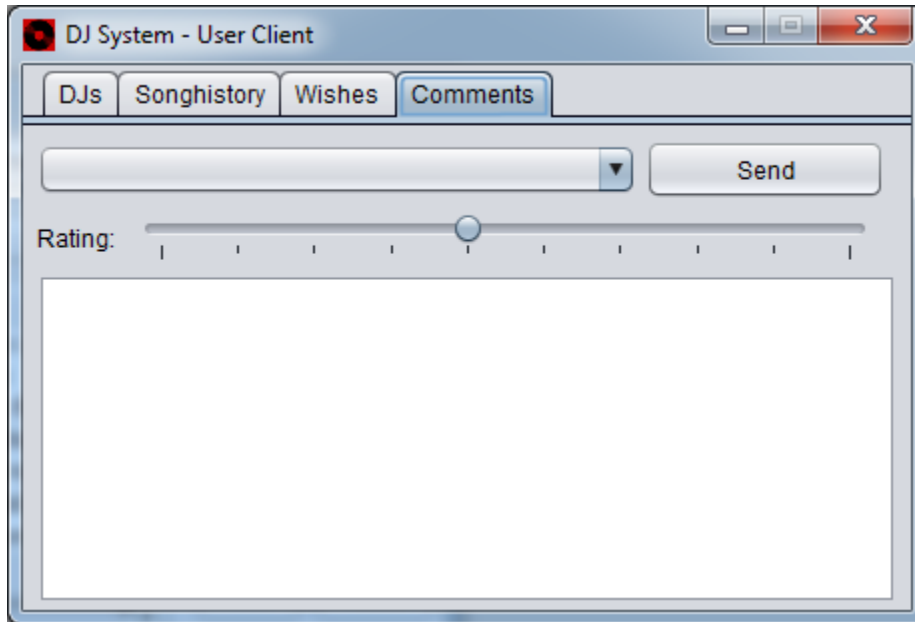 DJ System - User Client
DJs Songhistory Wishes Comments
Send
Rating: